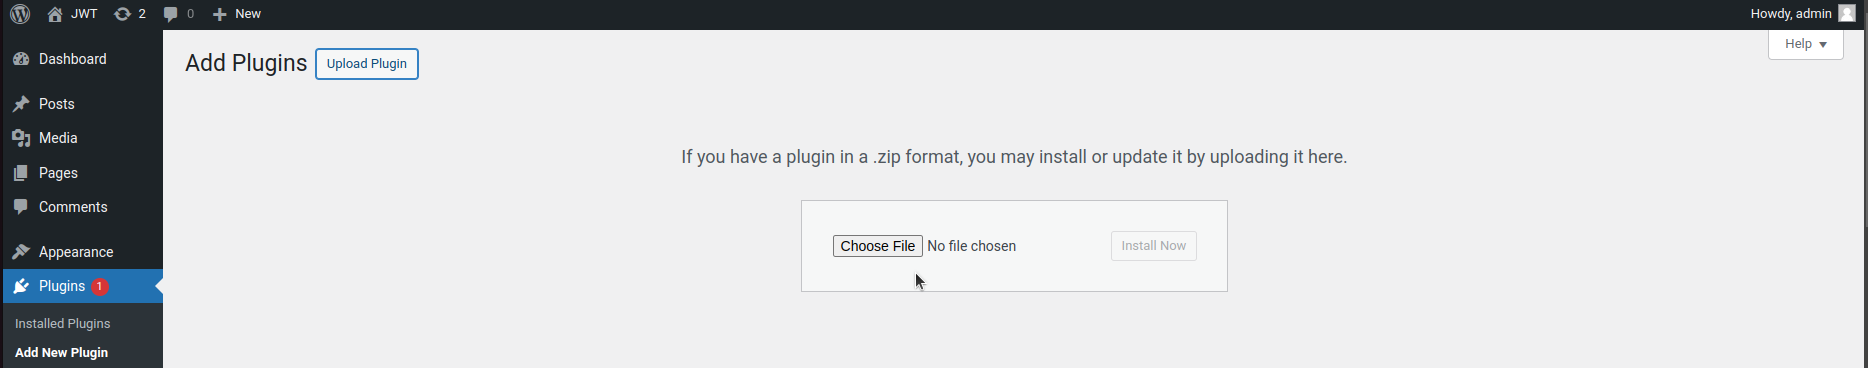 JWT 2 0 New Howdy, admin
Help
Dashboard
Add Plugins Upload Plugin
Posts
Media
If you have a plugin in a .zip format, you may install or update it by uploading it here.
Pages
Comments
Choose File No file chosen Install Now
Appearance
Plugins 1
Installed Plugins
Add New Plugin